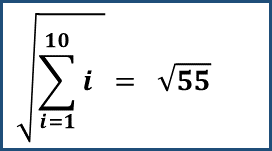 √(∑_{i=1}^{10} i) = √55